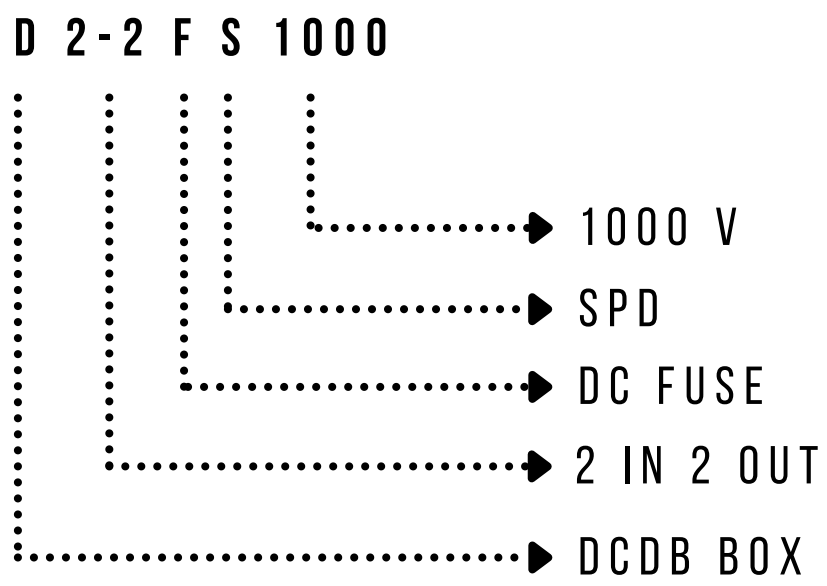 D 2-2 F S 1000
1000 V
SPD
DC FUSE
2 IN 2 OUT
DCDB BOX